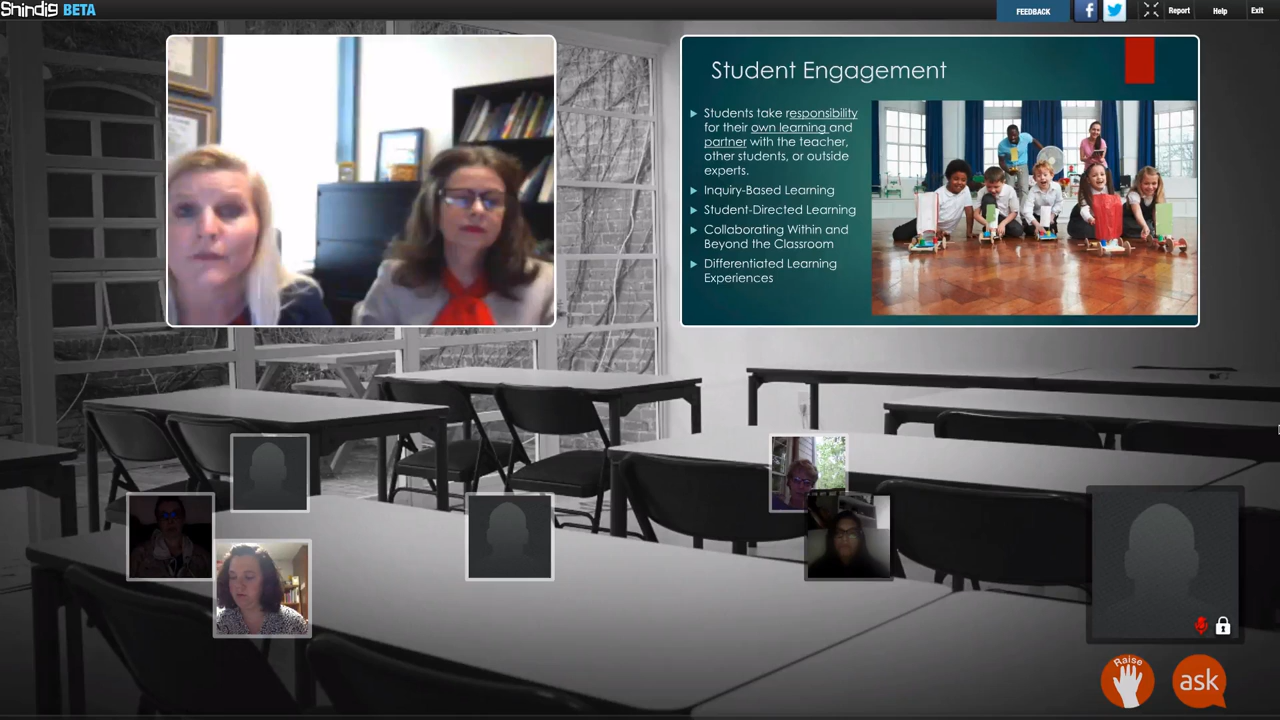 Shindig BETA
FEEDBACK
Report
Help
Exit
Student Engagement
Students take responsibility
for their own learning and
partner with the teacher,
other students, or outside
experts.
Inquiry-Based Learning
Student-Directed Learning
Collaborating Within and
Beyond the Classroom
Differentiated Learning
Experiences
Raise
ask